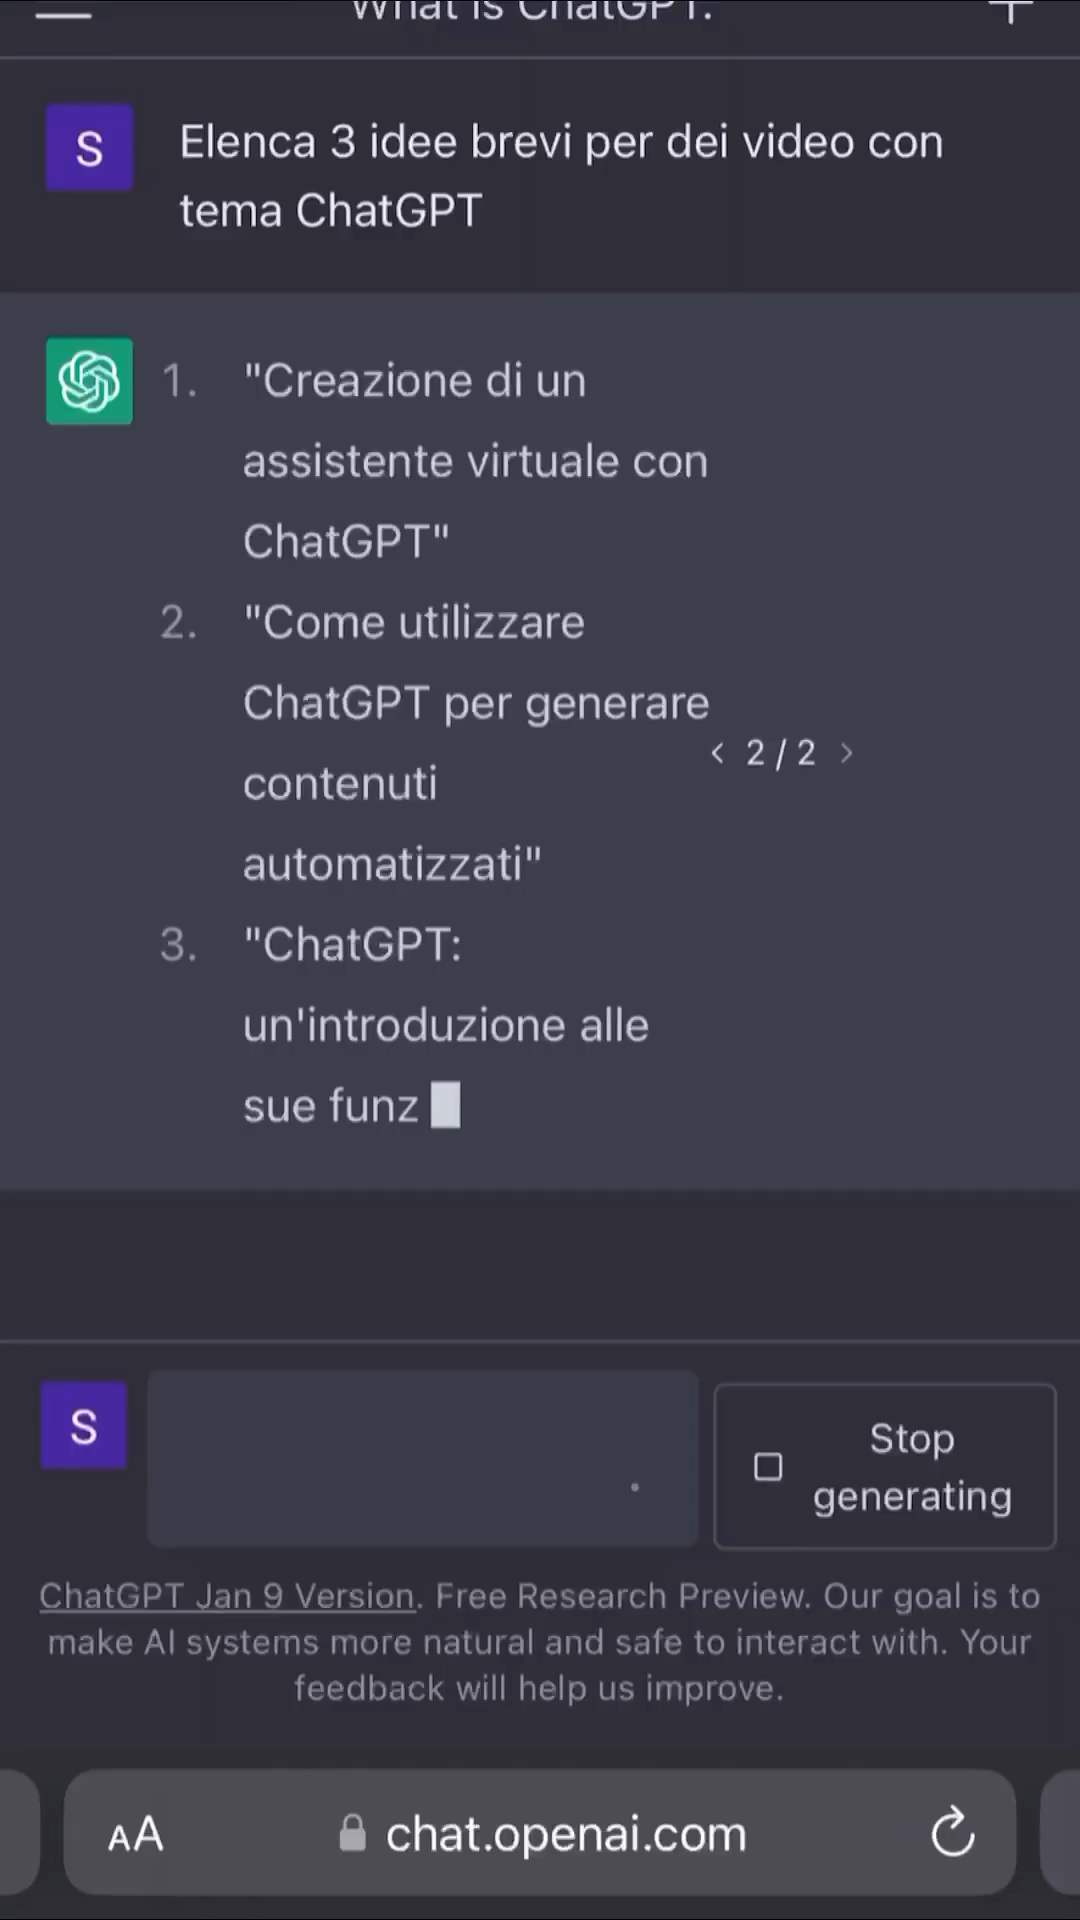 What is ChatGPT.
S
Elenca 3 idee brevi per dei video con
tema ChatGPT
1. "Creazione di un
assistente virtuale con
ChatGPT"
2. "Come utilizzare
ChatGPT per generare
< 2 / 2 >
contenuti
automatizzati"
3. "ChatGPT:
un'introduzione alle
sue funz
S
Stop
generating
ChatGPT Jan 9 Version. Free Research Preview. Our goal is to
make AI systems more natural and safe to interact with. Your
feedback will help us improve.
AA chat.openai.com